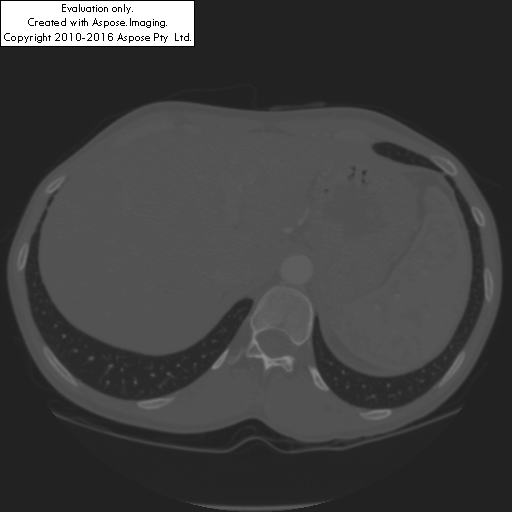 Evaluation only.
Created with Aspose.Imaging.
Copyright 2010-2016 Aspose Pty Ltd.